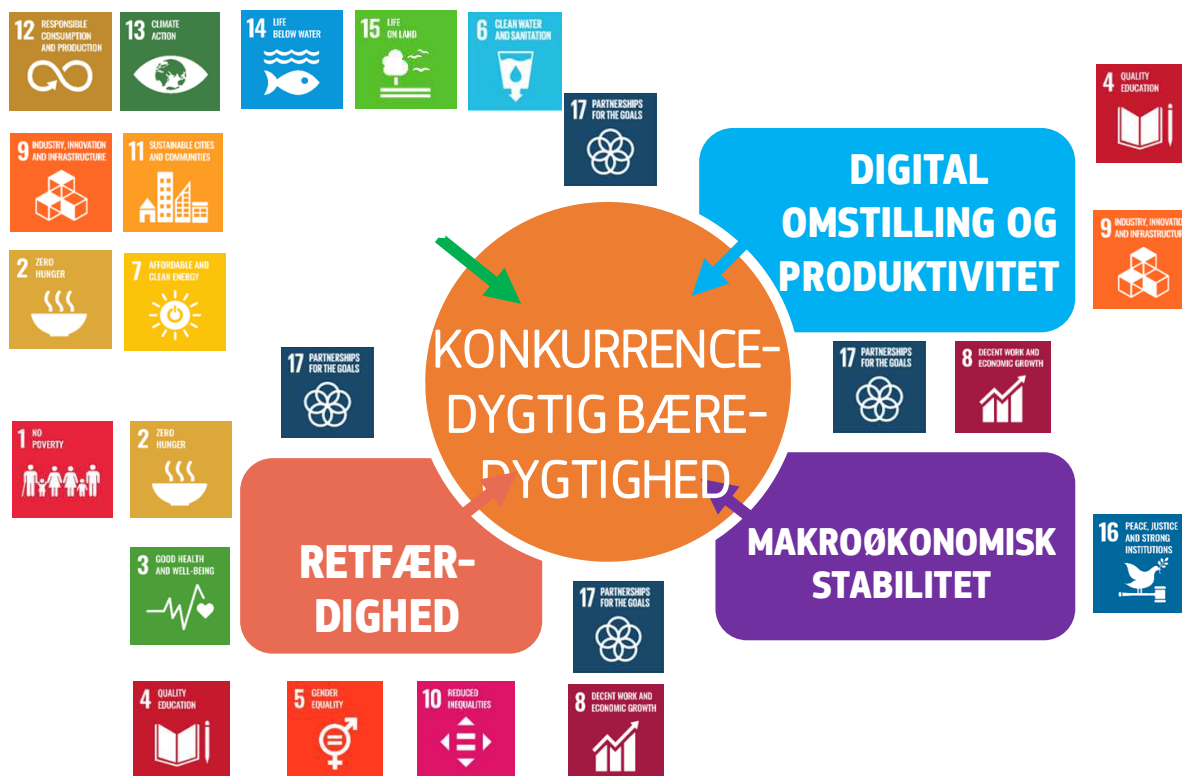 12 RESPONSIBLE
CONSUMPTION
AND PRODUCTION
13 CLIMATE
ACTION
14 LIFE
BELOW WATER
15 LIFE
ON LAND
6 CLEAN WATER
AND SANITATION
17 PARTNERSHIPS
FOR THE GOALS
4 QUALITY
EDUCATION
9 INDUSTRY, INNOVATION
AND INFRASTRUCTURE
11 SUSTAINABLE CITIES
AND COMMUNITIES
DIGITAL
OMSTILLING OG
PRODUKTIVITET
9 INDUSTRY, INNOVATION
AND INFRASTRUCTURE
2 ZERO
HUNGER
7 AFFORDABLE AND
CLEAN ENERGY
KONKURRENCE-
DYGTIG BÆRE-
DYGTIGHED
17 PARTNERSHIPS
FOR THE GOALS
17 PARTNERSHIPS
FOR THE GOALS
8 DECENT WORK AND
ECONOMIC GROWTH
1 NO
POVERTY
2 ZERO
HUNGER
3 GOOD HEALTH
AND WELL-BEING
RETFÆR-
DIGHED
MAKROØKONOMISK
STABILITET
16 PEACE, JUSTICE
AND STRONG
INSTITUTIONS
17 PARTNERSHIPS
FOR THE GOALS
4 QUALITY
EDUCATION
5 GENDER
EQUALITY
10 REDUCED
INEQUALITIES
8 DECENT WORK AND
ECONOMIC GROWTH